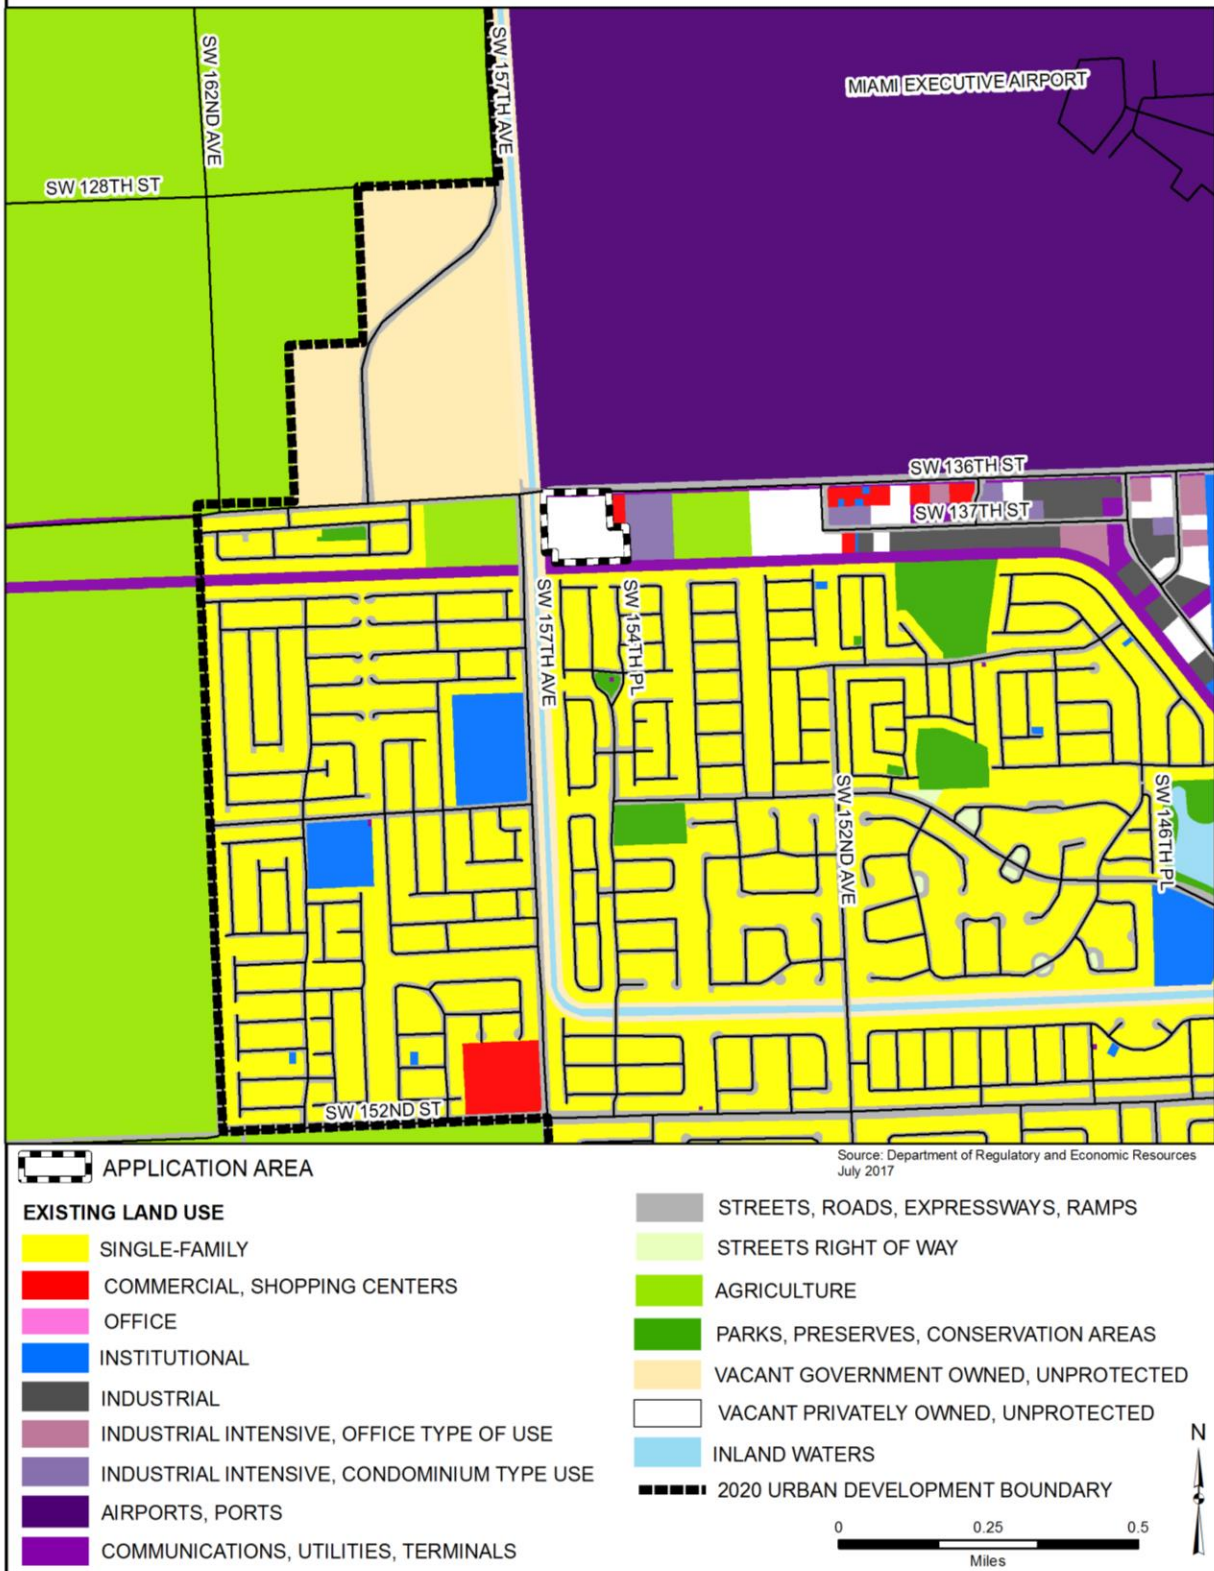 SW 162ND AVE
SW 157TH AVE
MIAMI EXECUTIVE AIRPORT
SW 128TH ST
SW 136TH ST
SW 137TH ST
SW 157TH AVE
SW 154TH PL
SW 152ND AVE
SW 146TH PL
SW 152ND ST
Source: Department of Regulatory and Economic Resources
July 2017
APPLICATION AREA
EXISTING LAND USE
SINGLE-FAMILY
COMMERCIAL, SHOPPING CENTERS
OFFICE
INSTITUTIONAL
INDUSTRIAL
INDUSTRIAL INTENSIVE, OFFICE TYPE OF USE
INDUSTRIAL INTENSIVE, CONDOMINIUM TYPE USE
AIRPORTS, PORTS
COMMUNICATIONS, UTILITIES, TERMINALS
STREETS, ROADS, EXPRESSWAYS, RAMPS
STREETS RIGHT OF WAY
AGRICULTURE
PARKS, PRESERVES, CONSERVATION AREAS
VACANT GOVERNMENT OWNED, UNPROTECTED
VACANT PRIVATELY OWNED, UNPROTECTED
INLAND WATERS
2020 URBAN DEVELOPMENT BOUNDARY
N
0 0.25 0.5
Miles